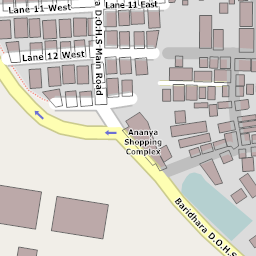 Lane 11 West
Lane 11 East
Lane 12 West
a D.O.H.S Main Road
Ananya
Shopping
Complex
Baridhara D.O.H.S